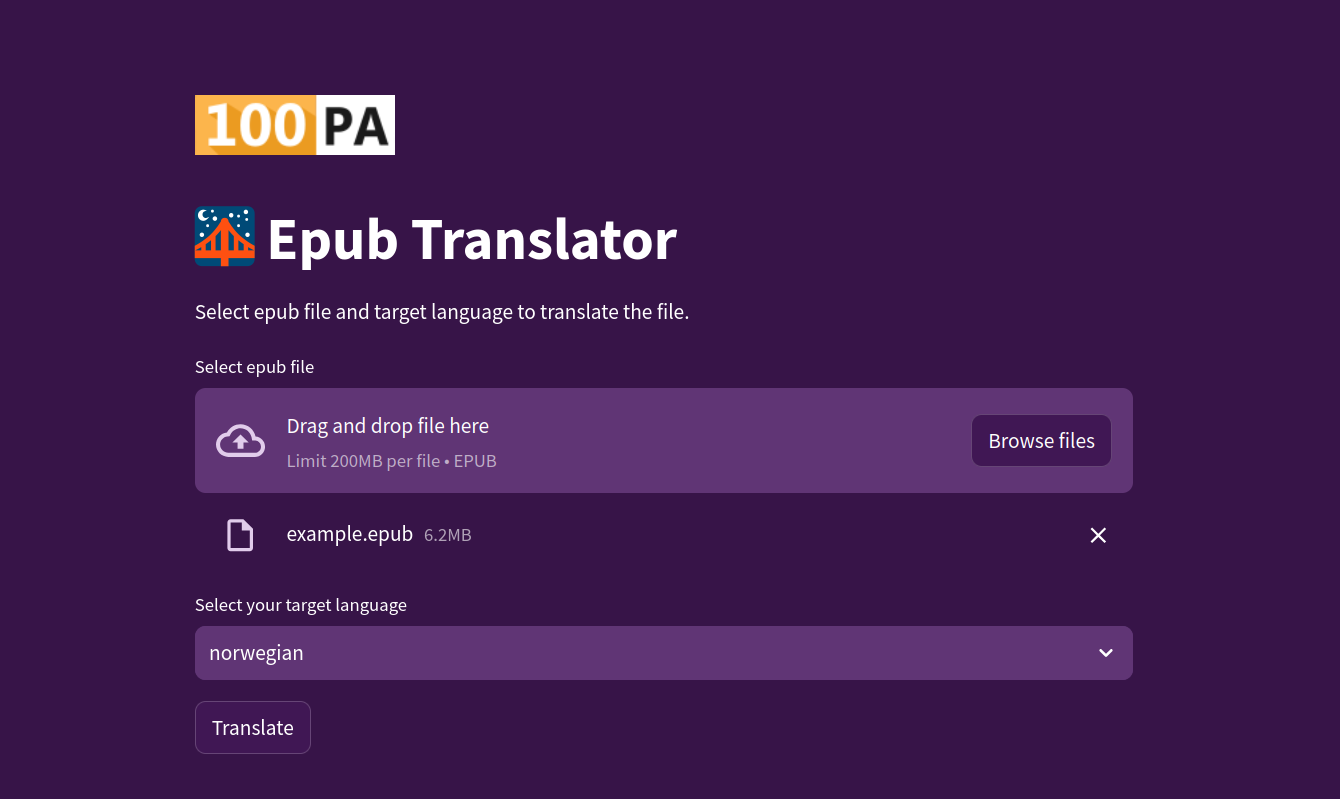 100 PA
Epub Translator
Select epub file and target language to translate the file.
Select epub file
Drag and drop file here
Limit 200MB per file • EPUB
Browse files
example.epub 6.2MB
Select your target language
norwegian
Translate